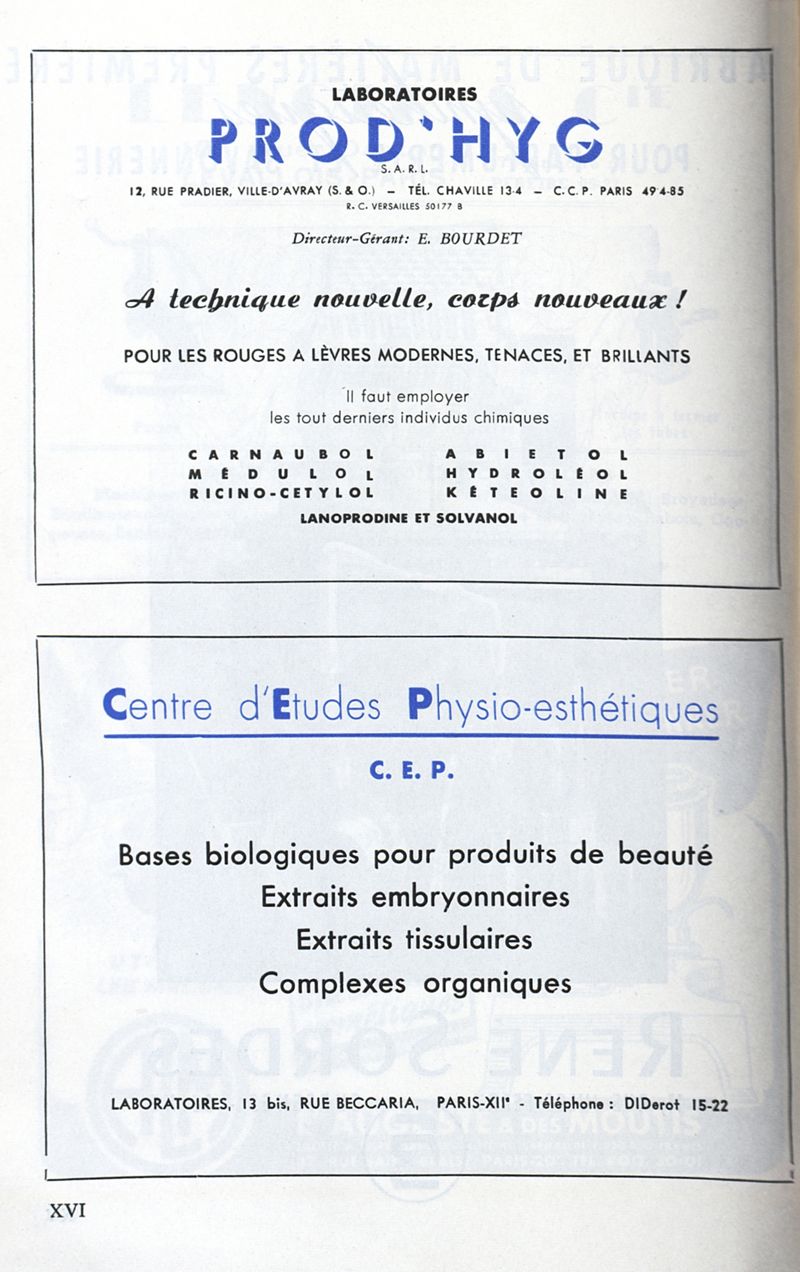 LABORATOIRES
PROD'HYG
S. A. R. L.
12, RUE PRADIER, VILLE-D'AVRAY (S. & O.) — TÉL. CHAVILLE 13-4 — C. C. P. PARIS 49 4-85
R. C. VERSAILLES 50177 B
Directeur-Gérant: E. BOURDET
A technique nouvelle, corps nouveaux !
POUR LES ROUGES A LÈVRES MODERNES, TENACES, ET BRILLANTS
Il faut employer
les tout derniers individus chimiques
CARNAUBOL ABIETOL
MÉDULOL HYDROLÉOL
RICINO-CETYLOL KÉTEOLINE
LANOPRODINE ET SOLVANOL
Centre d'Etudes Physio-esthétiques
C. E. P.
Bases biologiques pour produits de beauté
Extraits embryonnaires
Extraits tissulaires
Complexes organiques
LABORATOIRES, 13 bis, RUE BECCARIA, PARIS-XIIe - Téléphone : DIDerot 15-22
XVI